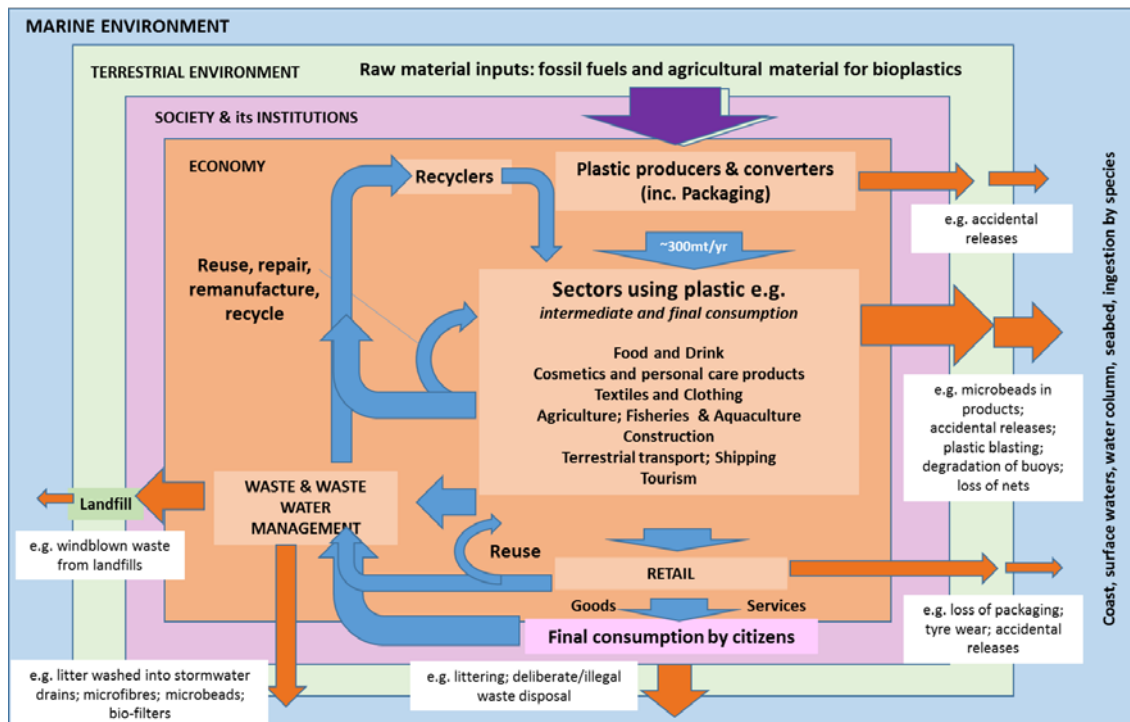 MARINE ENVIRONMENT
TERRESTRIAL ENVIRONMENT
Raw material inputs: fossil fuels and agricultural material for bioplastics
SOCIETY & its INSTITUTIONS
ECONOMY
Recyclers
Plastic producers & converters
(inc. Packaging)
e.g. accidental
releases
~300mt/yr
Reuse, repair,
remanufacture,
recycle
Sectors using plastic e.g.
intermediate and final consumption
Food and Drink
Cosmetics and personal care products
Textiles and Clothing
Agriculture; Fisheries & Aquaculture
Construction
Terrestrial transport; Shipping
Tourism
e.g. microbeads in
products;
accidental releases;
plastic blasting;
degradation of buoys;
loss of nets
Coast, surface waters, water column, seabed, ingestion by species
WASTE & WASTE
WATER
MANAGEMENT
Landfill
e.g. windblown waste
from landfills
Reuse
RETAIL
Goods
Services
Final consumption by citizens
e.g. loss of packaging;
tyre wear; accidental
releases
e.g. litter washed into stormwater
drains; microfibres; microbeads;
bio-filters
e.g. littering; deliberate/illegal
waste disposal